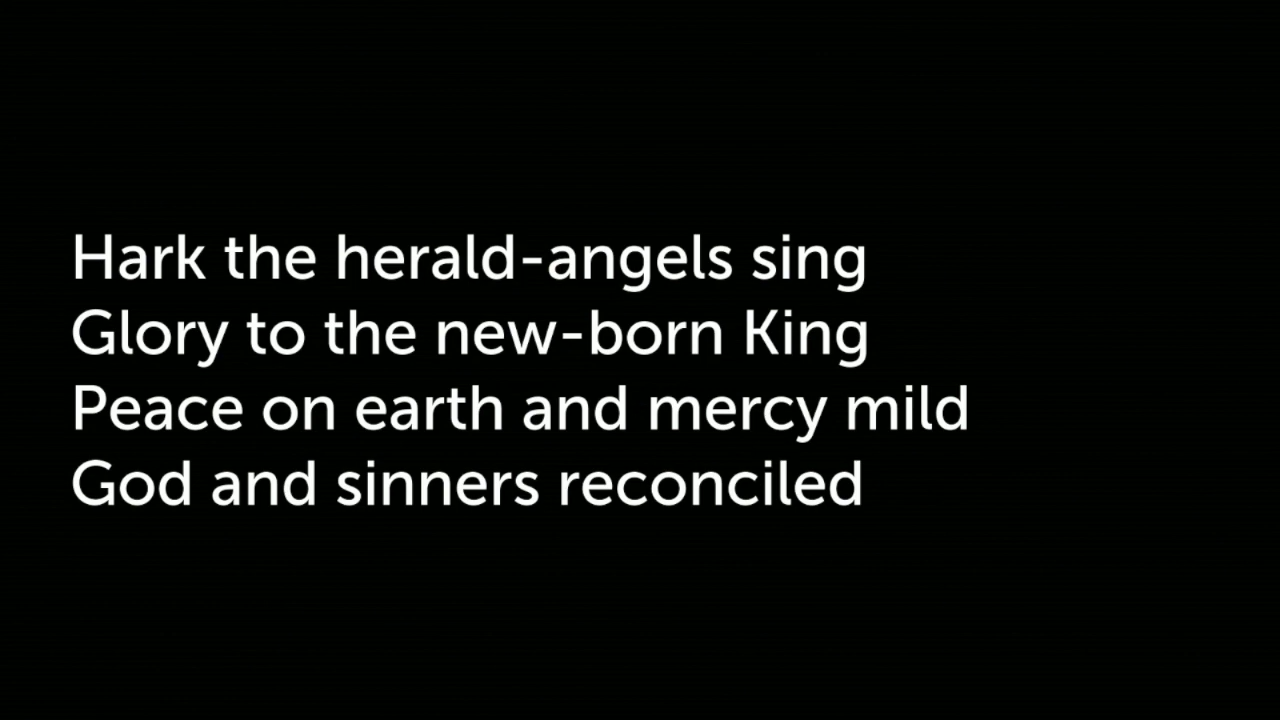 Hark the herald-angels sing
Glory to the new-born King
Peace on earth and mercy mild
God and sinners reconciled